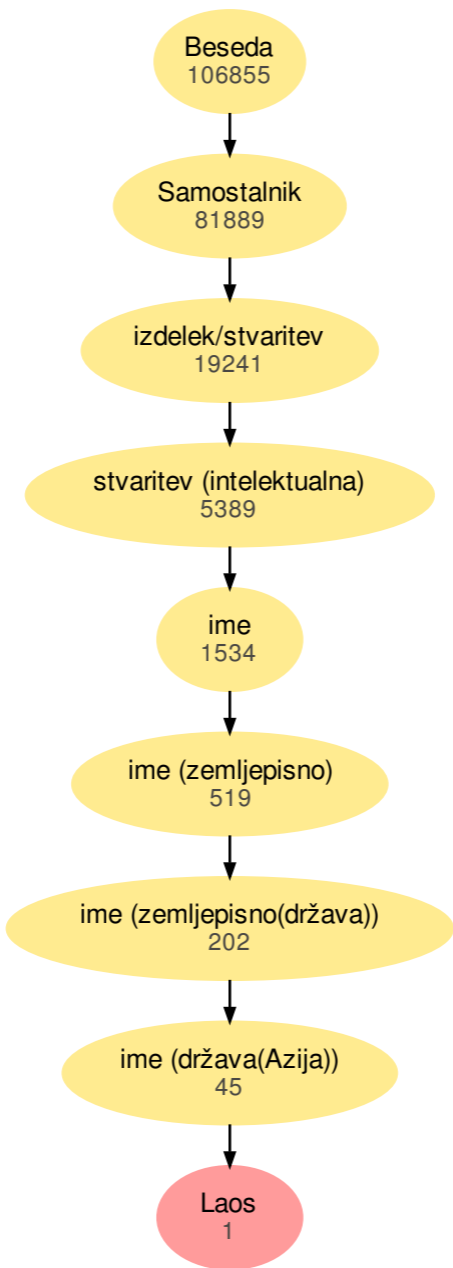 Beseda
106855
Samostalnik
81889
izdelek/stvaritev
19241
stvaritev (intelektualna)
5389
ime
1534
ime (zemljepisno)
519
ime (zemljepisno(država))
202
ime (država(Azija))
45
Laos
1